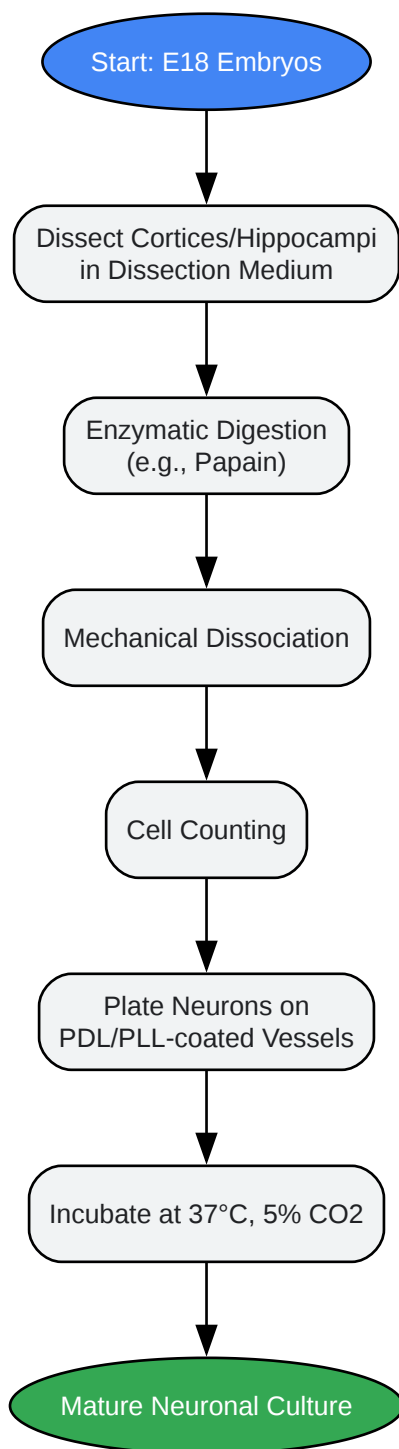 Start: E18 Embryos
Dissect Cortices/Hippocampi
in Dissection Medium
Enzymatic Digestion
(e.g., Papain)
Mechanical Dissociation
Cell Counting
Plate Neurons on
PDL/PLL-coated Vessels
Incubate at 37°C, 5% CO2
Mature Neuronal Culture